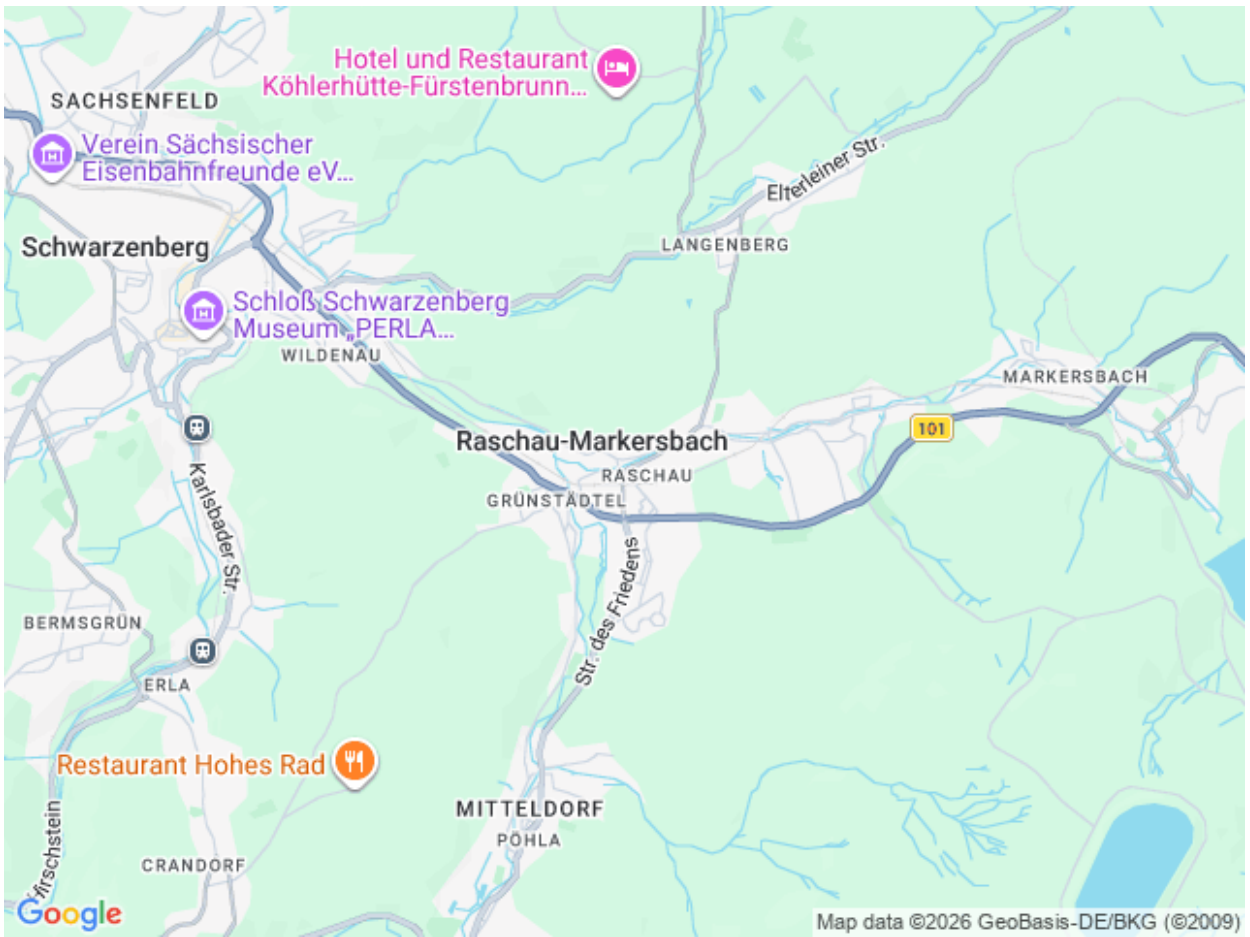 Hotel und Restaurant
Köhlerhütte-Fürstenbrunn...
SACHSENFELD
Verein Sächsischer
Eisenbahnfreunde eV...
Elterleiner Str.
Schwarzenberg
LANGENBERG
Schloß Schwarzenberg
Museum „PERLA...
WILDENAU
MARKERSBACH
101
Raschau-Markersbach
RASCHAU
GRÜNSTÄDTEL
Karlsbader Str.
Str. des Friedens
BERMSGRÜN
ERLA
Restaurant Hohes Rad
MITTELDORF
PÖHLA
Hirschstein
CRANDORF
Google
Map data ©2026 GeoBasis-DE/BKG (©2009)